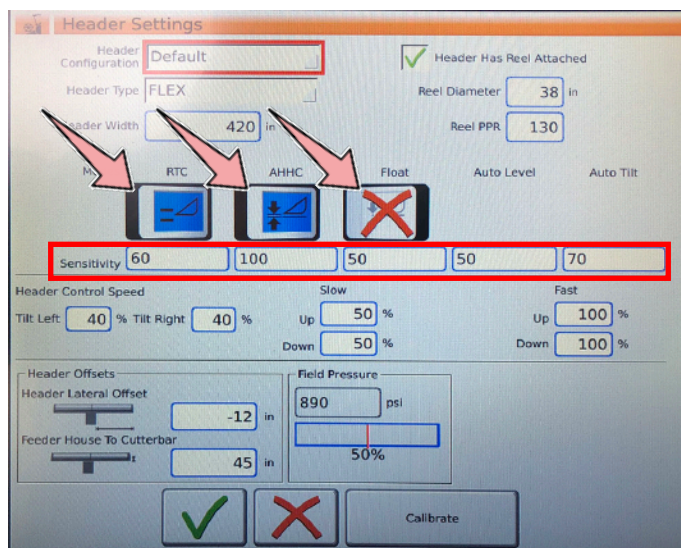 Header Settings
Header Configuration Default
Header Has Reel Attached
Header Type FLEX
Reel Diameter 38 in
Header Width 420 in
Reel PPR 130
RTC AHHC Float Auto Level Auto Tilt
Sensitivity 60 100 50 50 70
Header Control Speed Slow Fast
Tilt Left 40 % Tilt Right 40 % Up 50 % Up 100 %
Down 50 % Down 100 %
Header Offsets Field Pressure
Header Lateral Offset
-12 in 890 psi
Feeder House To Cutterbar
45 in 50%
Calibrate